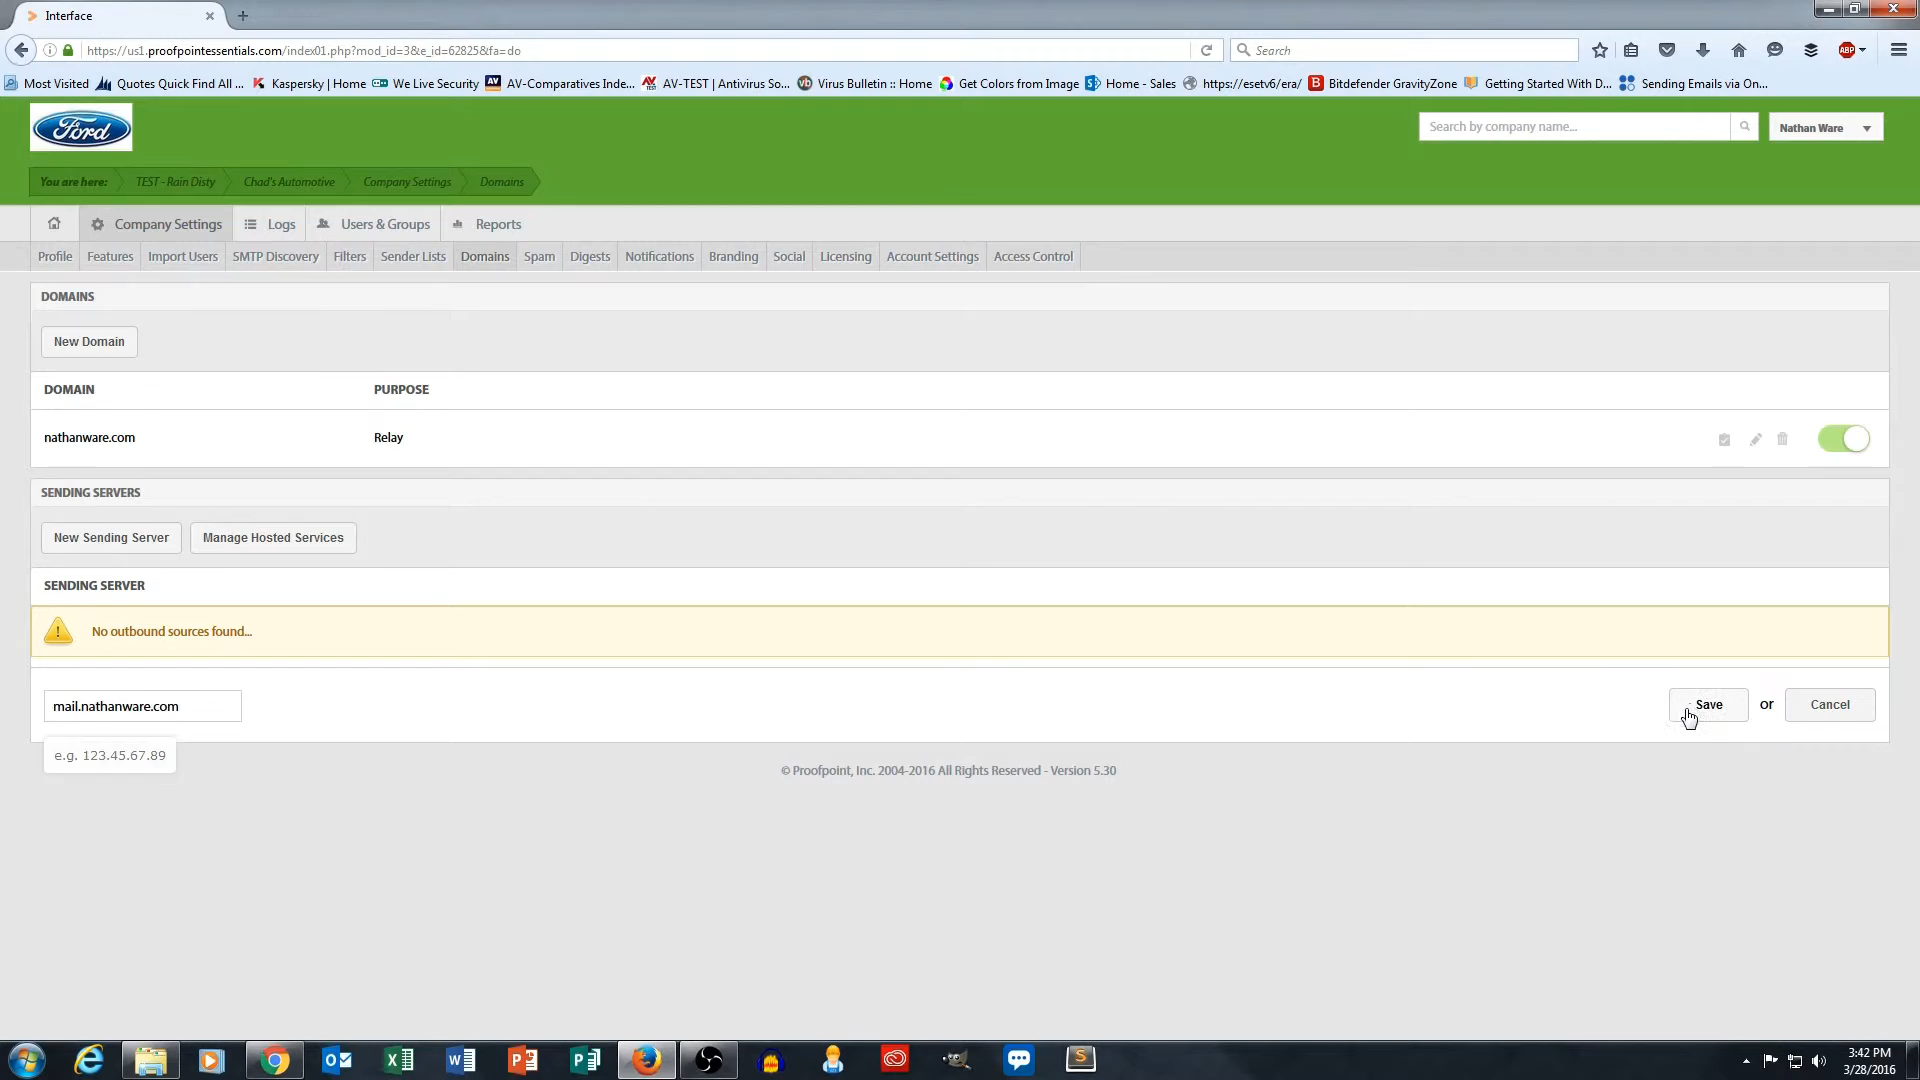 Interface
https://us1.proofpointessentials.com/index01.php?mod_id=3&e_id=62825&fa=do
Search
ABP
Most Visited Quotes Quick Find All ... Kaspersky | Home We Live Security AV-Comparatives Inde... AV-TEST | Antivirus So... Virus Bulletin :: Home Get Colors from Image Home - Sales https://esetv6/era/ Bitdefender GravityZone Getting Started With D... Sending Emails via On...
Ford
Search by company name...
Nathan Ware
You are here: TEST - Rain Disty Chad's Automotive Company Settings Domains
Company Settings Logs Users & Groups Reports
Profile Features Import Users SMTP Discovery Filters Sender Lists Domains Spam Digests Notifications Branding Social Licensing Account Settings Access Control
DOMAINS
New Domain
DOMAIN PURPOSE
nathanware.com Relay
SENDING SERVERS
New Sending Server Manage Hosted Services
SENDING SERVER
No outbound sources found...
mail.nathanware.com Save or Cancel
e.g. 123.45.67.89
© Proofpoint, Inc. 2004-2016 All Rights Reserved - Version 5.30
3:42 PM
3/28/2016